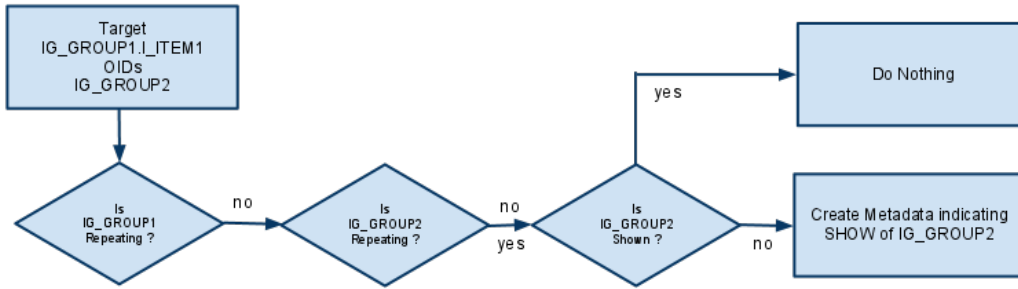 Target
IG_GROUP1.I_ITEM1
OIDs
IG_GROUP2
Do Nothing
yes
Is
IG_GROUP1
Repeating ?
no
Is
IG_GROUP2
Repeating ?
no
yes
Is
IG_GROUP2
Shown ?
no
Create Metadata indicating
SHOW of IG_GROUP2